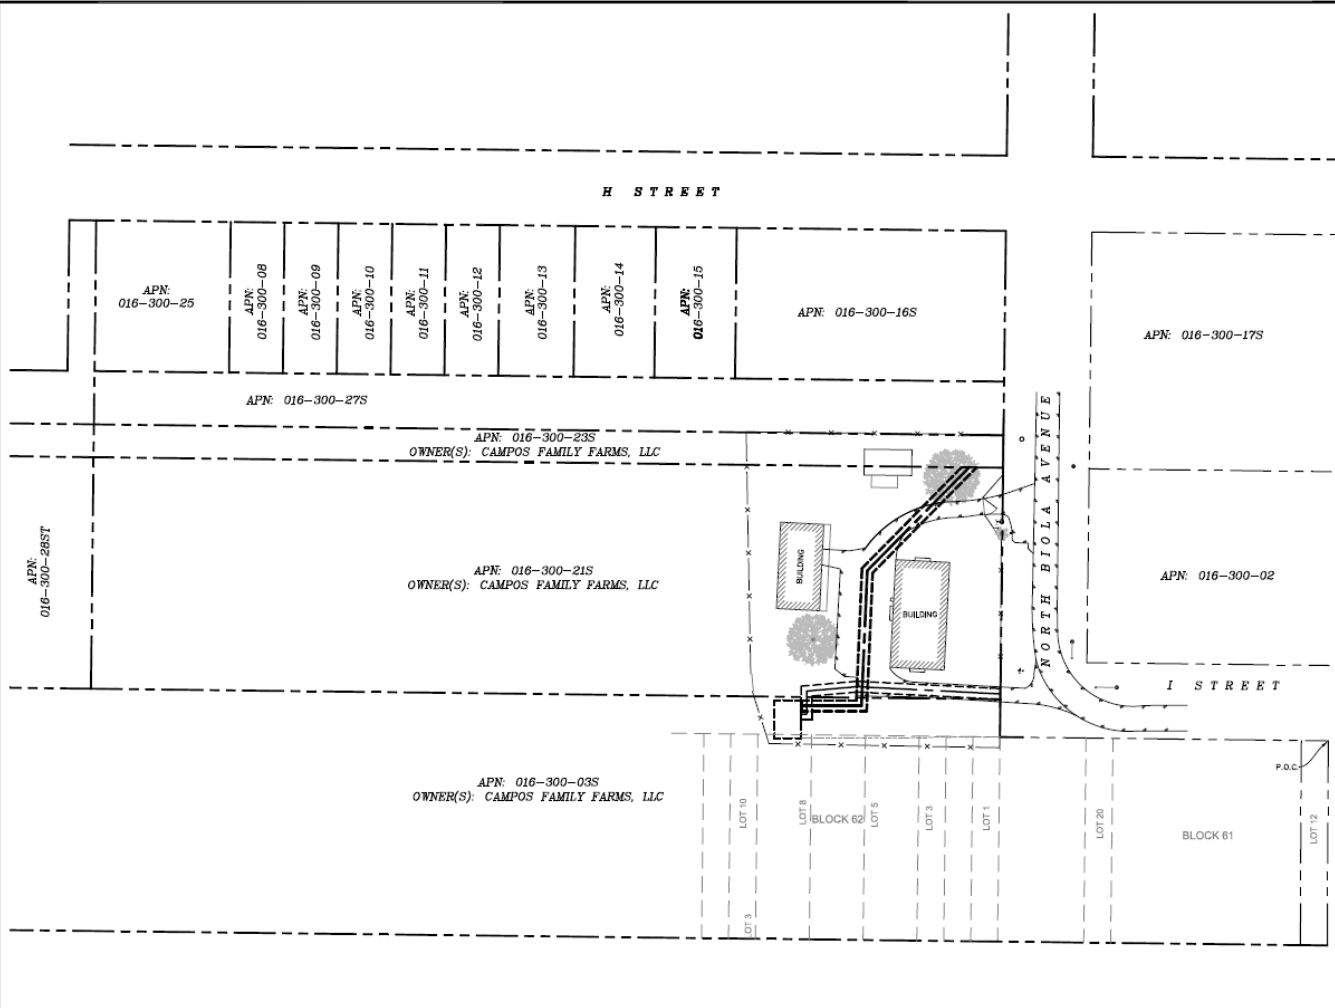 H STREET
APN:
016-300-25
APN:
016-300-08
APN:
016-300-09
APN:
016-300-10
APN:
016-300-11
APN:
016-300-12
APN:
016-300-13
APN:
016-300-14
APN:
016-300-15
APN: 016-300-16S
APN: 016-300-17S
APN: 016-300-27S
APN: 016-300-23S
OWNER(S): CAMPOS FAMILY FARMS, LLC
NORTH BIOLA AVENUE
APN:
016-300-28ST
APN: 016-300-21S
OWNER(S): CAMPOS FAMILY FARMS, LLC
BUILDING
BUILDING
APN: 016-300-02
I STREET
P.O.C.
APN: 016-300-03S
OWNER(S): CAMPOS FAMILY FARMS, LLC
LOT 10
LOT 8
BLOCK 62
LOT 5
LOT 3
LOT 1
LOT 20
BLOCK 61
LOT 12
LOT 3